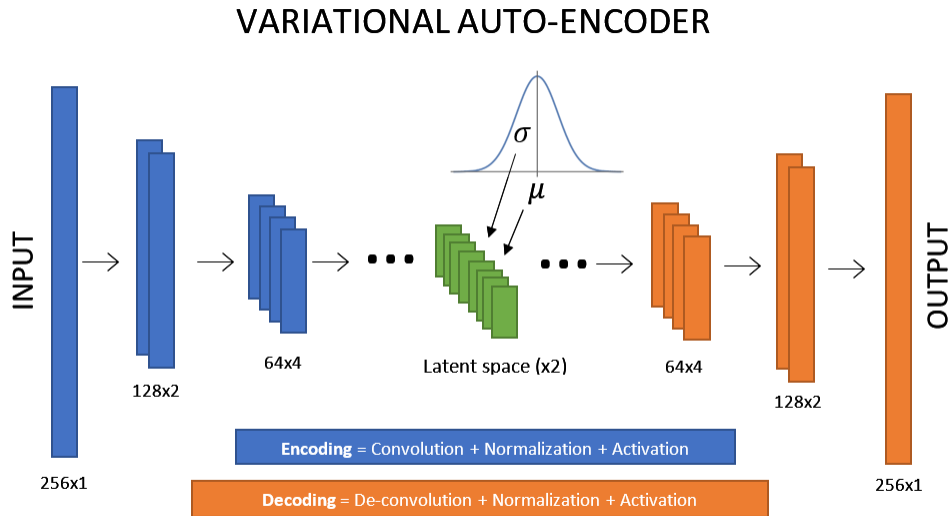 VARIATIONAL AUTO-ENCODER
σ
μ
INPUT
OUTPUT
256x1
128x2
64x4
Latent space (x2)
64x4
128x2
256x1
Encoding = Convolution + Normalization + Activation
Decoding = De-convolution + Normalization + Activation